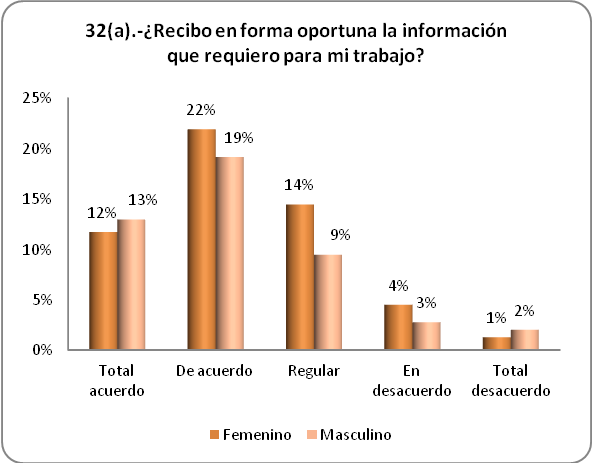 32(a).-¿Recibo en forma oportuna la información
que requiero para mi trabajo?
25%
20%
15%
10%
5%
0%
12%
13%
22%
19%
14%
9%
4%
3%
1%
2%
Total
acuerdo
De acuerdo
Regular
En
desacuerdo
Total
desacuerdo
Femenino
Masculino